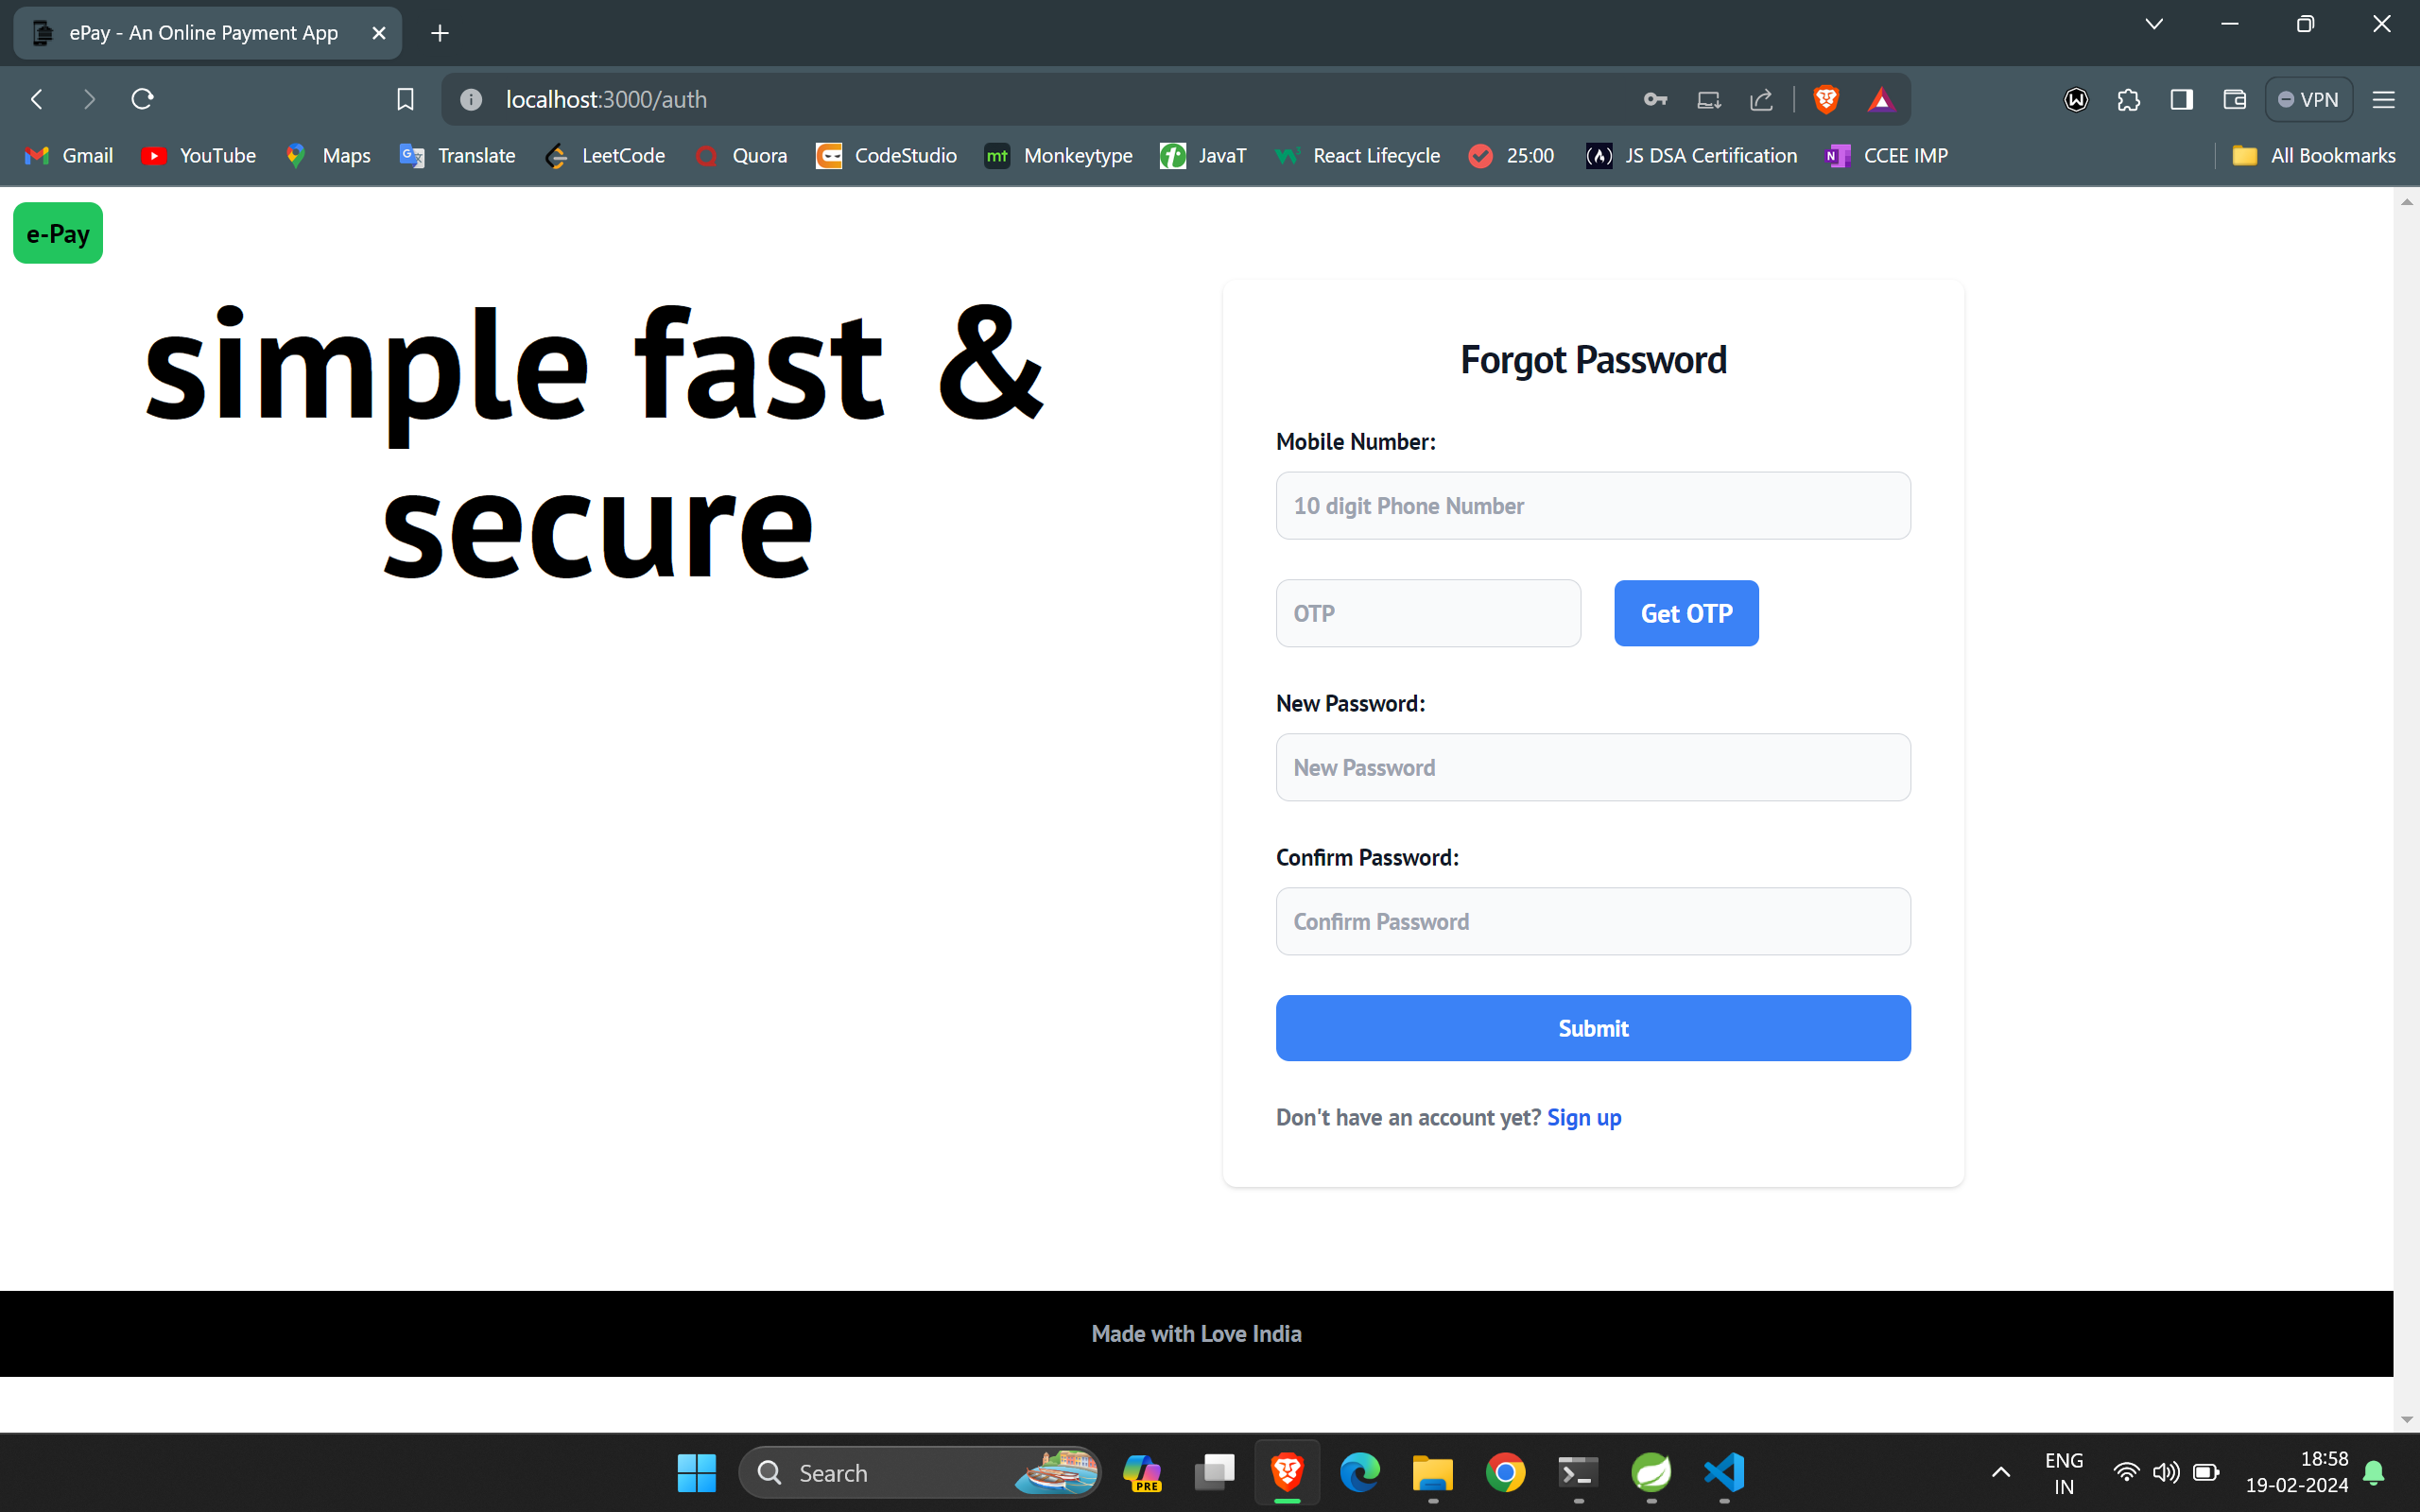 ePay - An Online Payment App
localhost:3000/auth
VPN
Gmail
YouTube
Maps
Translate
LeetCode
Quora
CodeStudio
mt
Monkeytype
JavaT
React Lifecycle
25:00
JS DSA Certification
CCEE IMP
All Bookmarks
e-Pay
simple fast &
secure
Forgot Password
Mobile Number:
10 digit Phone Number
OTP
Get OTP
New Password:
New Password
Confirm Password:
Confirm Password
Submit
Don't have an account yet? Sign up
Made with Love India
Search
PRE
ENG
IN
18:58
19-02-2024